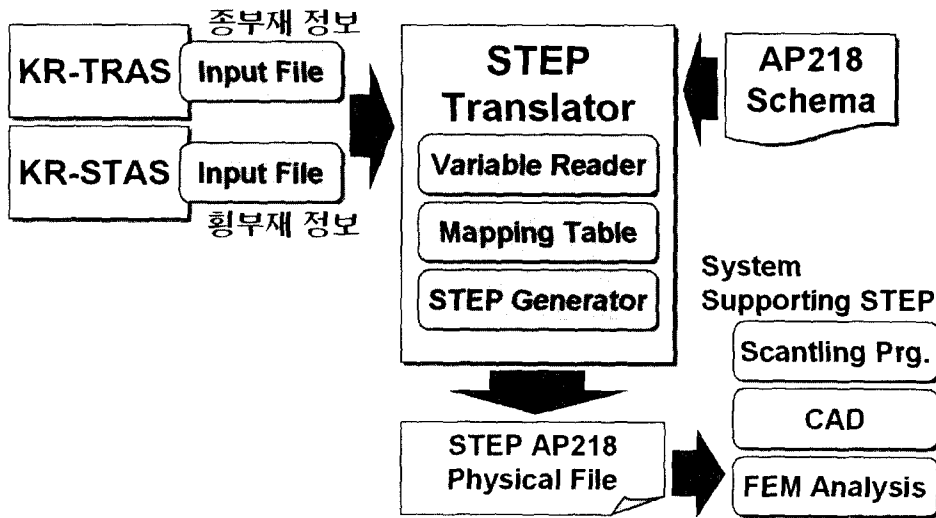 종부재 정보
KR-TRAS
Input File
KR-STAS
Input File
횡부재 정보
STEP
Translator
Variable Reader
Mapping Table
STEP Generator
AP218
Schema
System
Supporting STEP
Scantling Prg.
CAD
FEM Analysis
STEP AP218
Physical File